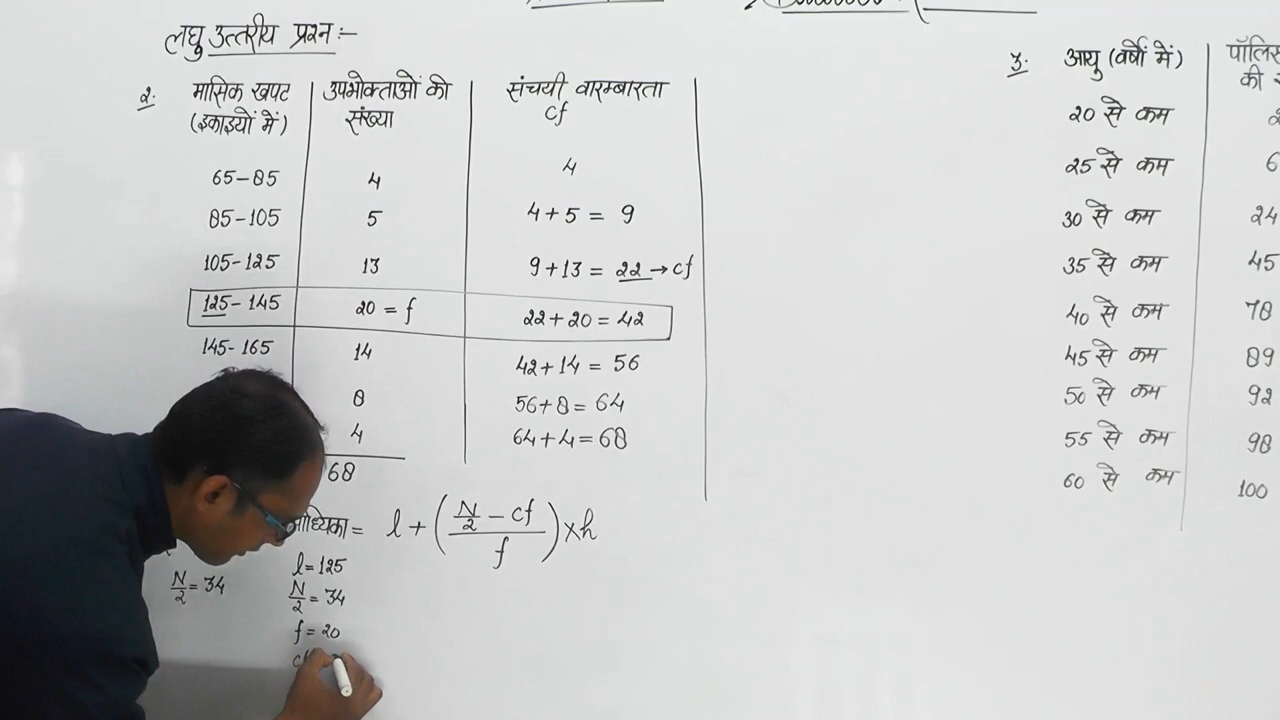 लघु उत्तरीय प्रश्न :-
२. मासिक खपट (इकाइयों में) उपभोक्ताओं की संख्या संचयी वारम्बारता cf
65-85 4 4
85-105 5 4+5 = 9
105-125 13 9+13 = 22 → cf
125-145 20 = f 22+20 = 42
145-165 14 42+14 = 56
8 56+8 = 64
4 64+4 = 68
68
माध्यिका = l + ( N/2 - cf / f ) × h
N/2 = 34
l = 125
N/2 = 34
f = 20
cf
3. आयु (वर्षो में)
की
20 से कम
25 से कम 6
30 से कम 24
35 से कम 45
40 से कम 78
45 से कम 89
50 से कम 92
55 से कम 98
60 से कम 100